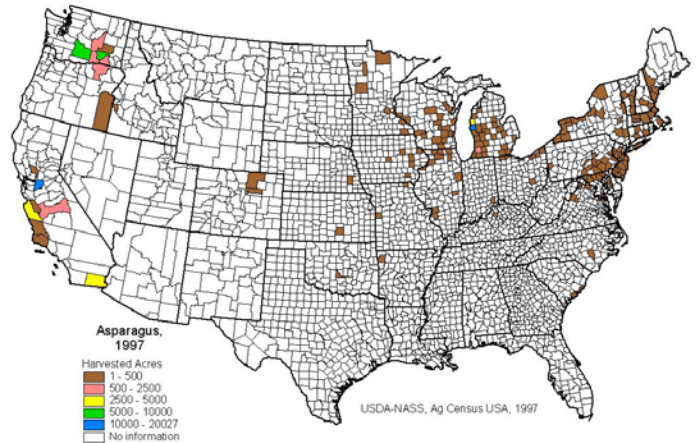 Asparagus,
1997
Harvested Acres
1 - 500
500 - 2500
2500 - 5000
5000 - 10000
10000 - 20027
No information
USDA-NASS, Ag Census USA, 1997